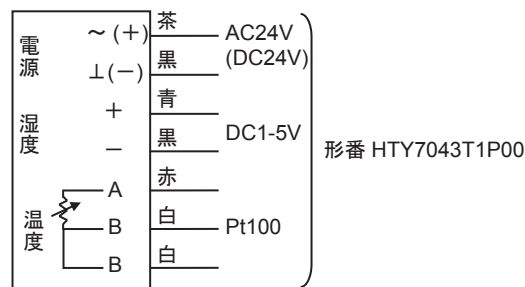 電源
～(+) 茶 AC24V
⊥(－) 黒 (DC24V)
湿度
＋ 青
－ 黒 DC1-5V
温度
A 赤
B 白 Pt100
B 白
形番 HTY7043T1P00